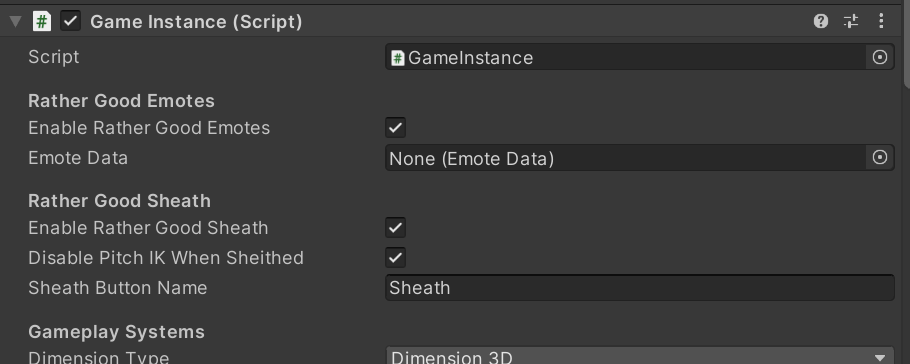 Game Instance (Script)
Script GameInstance
Rather Good Emotes
Enable Rather Good Emotes
Emote Data None (Emote Data)
Rather Good Sheath
Enable Rather Good Sheath
Disable Pitch IK When Sheithed
Sheath Button Name Sheath
Gameplay Systems
Dimension Type Dimension 3D